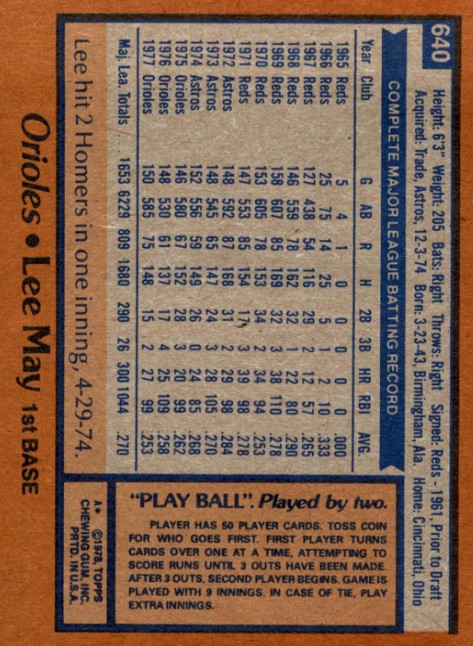 640
Height: 6'3" Weight: 205 Bats: Right Throws: Right Signed: Reds - 1961, Prior to Draft
Acquired: Trade, Astros, 12-3-74 Born: 3-23-43, Birmingham, Ala. Home: Cincinnati, Ohio
COMPLETE MAJOR LEAGUE BATTING RECORD
Year Club G AB R H 2B 3B HR RBI AVG.
1965 Reds 5 4 1 0 0 0 0 0 .000
1966 Reds 25 75 14 25 5 1 2 10 .333
1967 Reds 127 438 54 116 29 2 12 57 .265
1968 Reds 146 559 78 162 32 1 22 80 .290
1969 Reds 158 607 85 169 32 3 38 110 .278
1970 Reds 153 605 78 153 34 2 34 94 .253
1971 Reds 147 553 85 154 17 3 39 98 .278
1972 Astros 148 592 87 168 31 2 29 98 .284
1973 Astros 148 545 65 147 24 3 28 105 .270
1974 Astros 152 556 59 149 26 0 24 85 .268
1975 Orioles 146 580 67 152 28 3 20 99 .262
1976 Orioles 148 530 61 137 17 4 25 109 .258
1977 Orioles 150 585 75 148 15 2 27 99 .253
Maj. Lea. Totals 1653 6229 809 1680 290 26 300 1044 .270
Lee hit 2 Homers in one inning, 4-29-74.
Orioles • Lee May 1st BASE
"PLAY BALL". Played by two.
PLAYER HAS 50 PLAYER CARDS. TOSS COIN
FOR WHO GOES FIRST. FIRST PLAYER TURNS
CARDS OVER ONE AT A TIME, ATTEMPTING TO
SCORE RUNS UNTIL 3 OUTS HAVE BEEN MADE.
AFTER 3 OUTS, SECOND PLAYER BEGINS. GAME IS
PLAYED WITH 9 INNINGS. IN CASE OF TIE, PLAY
EXTRA INNINGS.
A* ©1978 TOPPS
CHEWING GUM, INC.
PRTD. IN U.S.A.